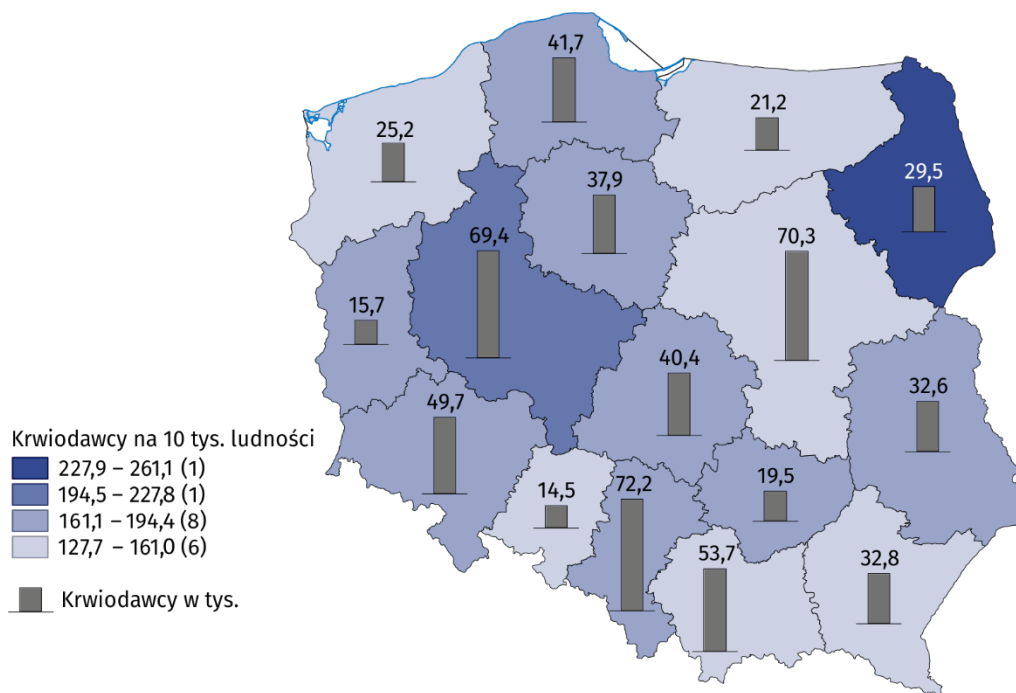 41,7
21,2
25,2
29,5
37,9
69,4
70,3
15,7
40,4
32,6
49,7
Krwiodawcy na 10 tys. ludności
227,9 – 261,1 (1)
194,5 – 227,8 (1)
161,1 – 194,4 (8)
127,7 – 161,0 (6)
14,5
72,2
19,5
53,7
32,8
Krwiodawcy w tys.